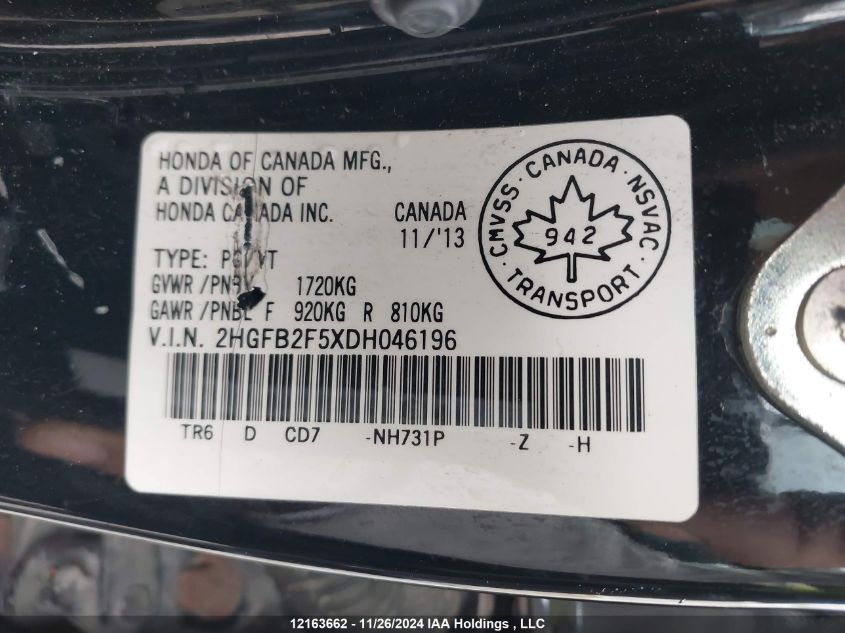 HONDA OF CANADA MFG.,
A DIVISION OF
HONDA CANADA INC. CANADA
11/'13
TYPE:
GVWR 1720KG
GAWR /PNBE F 920KG R 810KG
V.I.N. 2HGFB2F5XDH046196
TR6 D CD7 -NH731P -Z -H
CMVSS · CANADA · NSVAC · TRANSPORT ·
942
12163662 - 11/26/2024 IAA Holdings , LLC